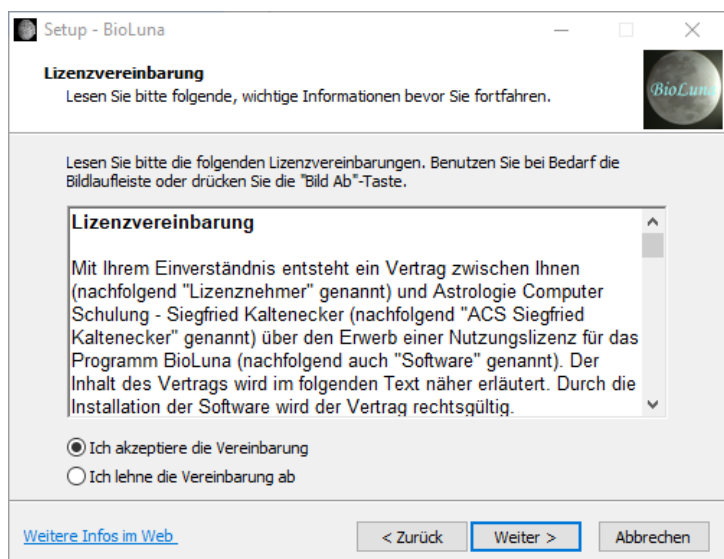 Setup - BioLuna
Lizenzvereinbarung
Lesen Sie bitte folgende, wichtige Informationen bevor Sie fortfahren.
BioLuna
Lesen Sie bitte die folgenden Lizenzvereinbarungen. Benutzen Sie bei Bedarf die
Bildlaufleiste oder drücken Sie die "Bild Ab"-Taste.
Lizenzvereinbarung
Mit Ihrem Einverständnis entsteht ein Vertrag zwischen Ihnen
(nachfolgend "Lizenznehmer" genannt) und Astrologie Computer
Schulung - Siegfried Kaltenecker (nachfolgend "ACS Siegfried
Kaltenecker" genannt) über den Erwerb einer Nutzungslizenz für das
Programm BioLuna (nachfolgend auch "Software" genannt). Der
Inhalt des Vertrags wird im folgenden Text näher erläutert. Durch die
Installation der Software wird der Vertrag rechtsgültig.
Ich akzeptiere die Vereinbarung
Ich lehne die Vereinbarung ab
Weitere Infos im Web
< Zurück
Weiter >
Abbrechen